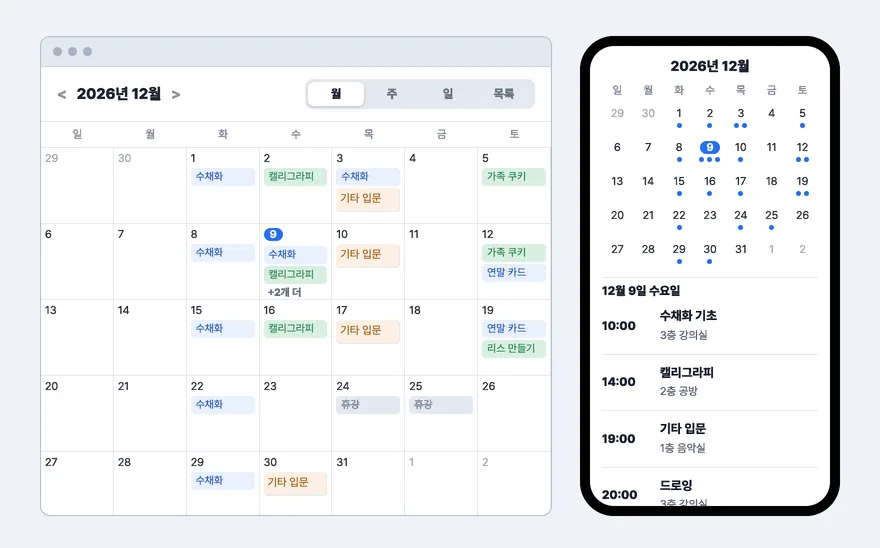 < 2026년 12월 >
월 주 일 목록
일 월 화 수 목 금 토
29 30 1 2 3 4 5
수채화 캘리그라피 수채화 가족 쿠키
기타 입문
6 7 8 9 10 11 12
수채화 수채화 기타 입문 가족 쿠키
캘리그라피 연말 카드
+2개 더
13 14 15 16 17 18 19
수채화 캘리그라피 기타 입문 연말 카드
리스 만들기
20 21 22 23 24 25 26
수채화 휴강 휴강
27 28 29 30 31 1 2
수채화 기타 입문
2026년 12월
일 월 화 수 목 금 토
29 30 1 2 3 4 5
6 7 8 9 10 11 12
13 14 15 16 17 18 19
20 21 22 23 24 25 26
27 28 29 30 31 1 2
12월 9일 수요일
10:00 수채화 기초
3층 강의실
14:00 캘리그라피
2층 공방
19:00 기타 입문
1층 음악실
20:00 드로잉
3층 강의실